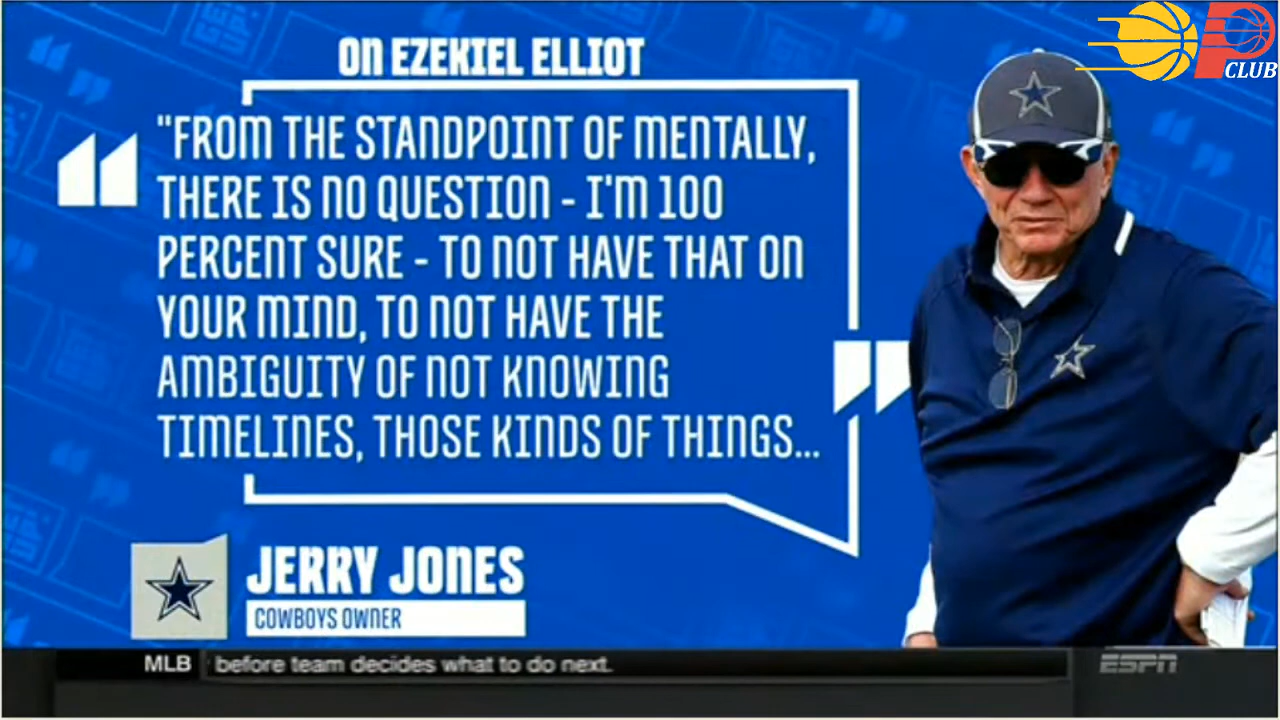 P
CLUB
On EZEKIEL ELLIOT
"FROM THE STANDPOINT OF MENTALLY,
THERE IS NO QUESTION - I'M 100
PERCENT SURE - TO NOT HAVE THAT ON
YOUR MIND, TO NOT HAVE THE
AMBIGUITY OF NOT KNOWING
TIMELINES, THOSE KINDS OF THINGS...
JERRY JONES
COWBOYS OWNER
MLB before team decides what to do next.
ESPN